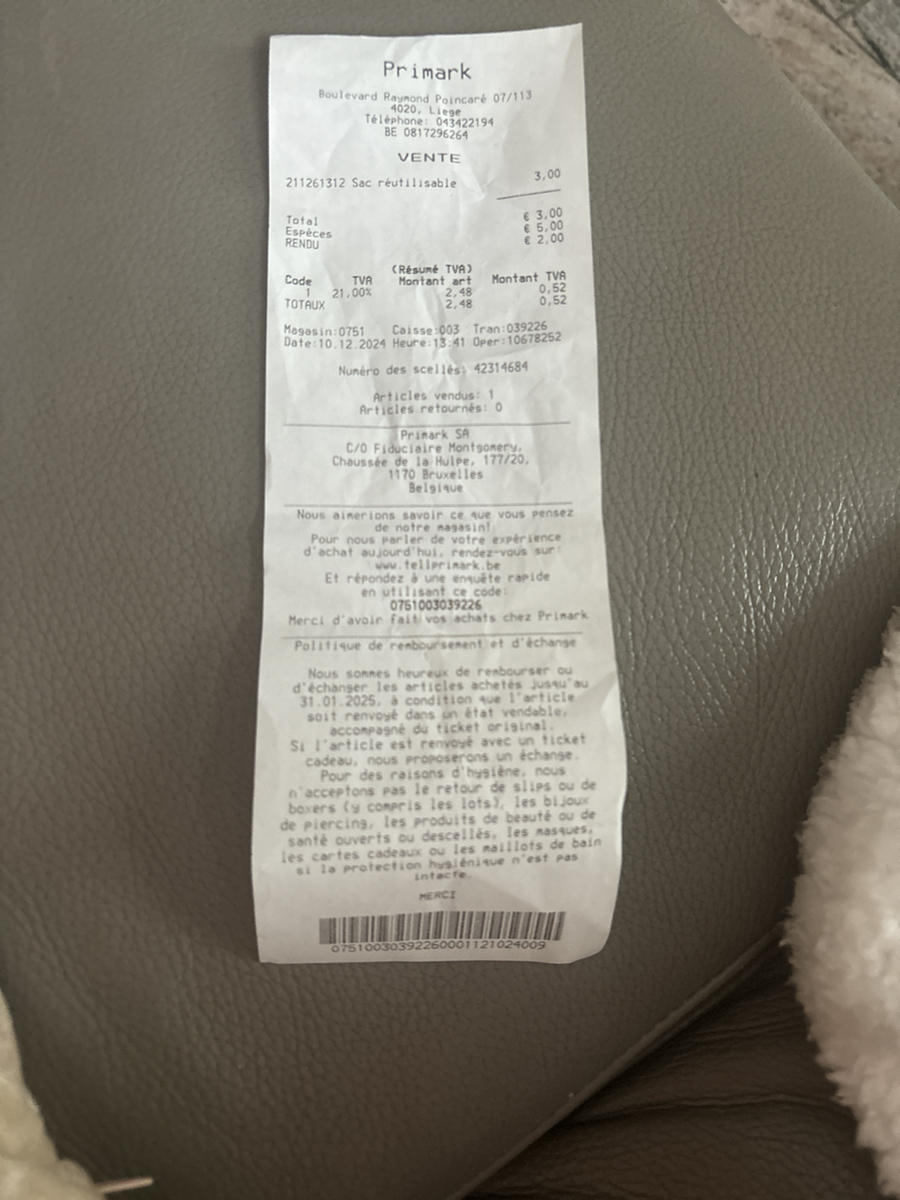 Primark
Boulevard Raymond Poincaré 07/113
4020, Liege
Téléphone: 043422194
BE 0817296264
VENTE
211261312 Sac réutilisable 3,00
Total € 3,00
Espèces € 5,00
RENDU € 2,00
(Résumé TVA)
Code TVA Montant art Montant TVA
1 21,00% 2,48 0,52
TOTAUX 2,48 0,52
Magasin:0751 Caisse:003 Tran:039226
Date:10.12.2024 Heure:13:41 Oper:10678252
Numéro des scellés: 42314684
Articles vendus: 1
Articles retournés: 0
Primark SA
C/O Fiduciaire Montgomery,
Chaussée de la Hulpe, 177/20,
1170 Bruxelles
Belgique
Nous aimerions savoir ce que vous pensez
de notre magasin!
Pour nous parler de votre expérience
d'achat aujourd'hui, rendez-vous sur:
www.tellprimark.be
Et répondez à une enquête rapide
en utilisant ce code:
0751003039226
Merci d'avoir fait vos achats chez Primark
Politique de remboursement et d'échange
Nous sommes heureux de rembourser ou
d'échanger les articles achetés jusqu'au
31.01.2025, à condition que l'article
soit renvoyé dans un état vendable,
accompagné du ticket original.
Si l'article est renvoyé avec un ticket
cadeau, nous proposerons un échange.
Pour des raisons d'hygiène, nous
n'acceptons pas le retour de slips ou de
boxers (y compris les lots), les bijoux
de piercing, les produits de beauté ou de
santé ouverts ou descellés, les masques,
les cartes cadeaux ou les maillots de bain
si la protection hygiénique n'est pas
intacte.
MERCI
07510030392260001121024009